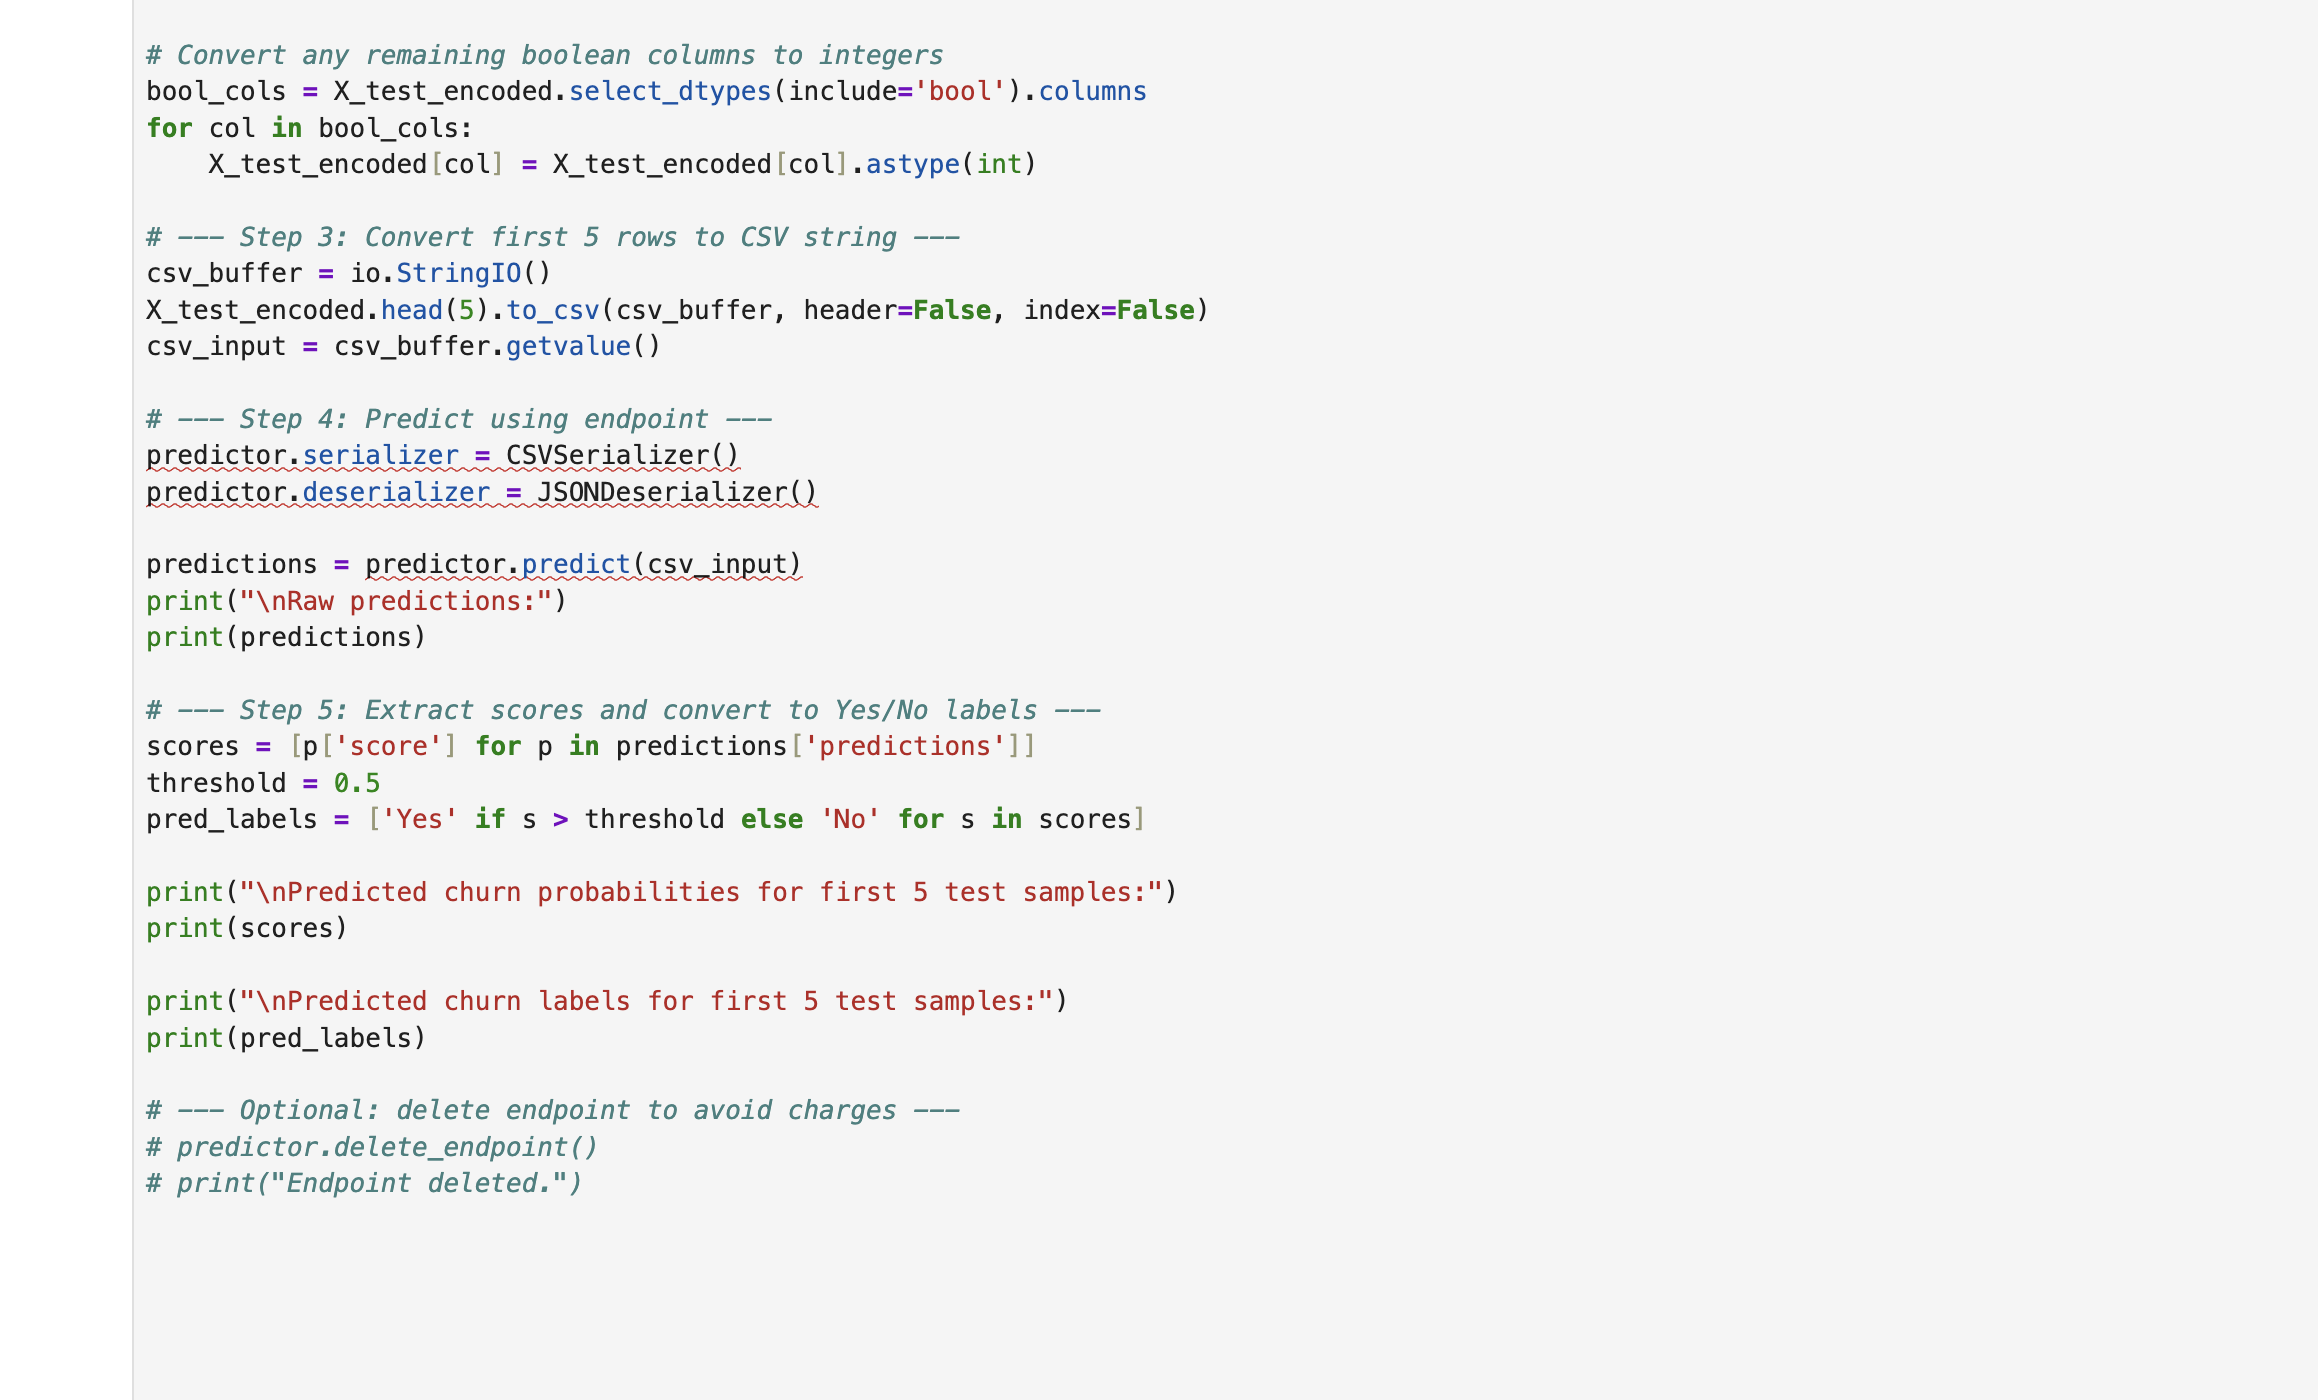 # Convert any remaining boolean columns to integers
bool_cols = X_test_encoded.select_dtypes(include='bool').columns
for col in bool_cols:
    X_test_encoded[col] = X_test_encoded[col].astype(int)

# --- Step 3: Convert first 5 rows to CSV string ---
csv_buffer = io.StringIO()
X_test_encoded.head(5).to_csv(csv_buffer, header=False, index=False)
csv_input = csv_buffer.getvalue()

# --- Step 4: Predict using endpoint ---
predictor.serializer = CSVSerializer()
predictor.deserializer = JSONDeserializer()

predictions = predictor.predict(csv_input)
print("\nRaw predictions:")
print(predictions)

# --- Step 5: Extract scores and convert to Yes/No labels ---
scores = [p['score'] for p in predictions['predictions']]
threshold = 0.5
pred_labels = ['Yes' if s > threshold else 'No' for s in scores]

print("\nPredicted churn probabilities for first 5 test samples:")
print(scores)

print("\nPredicted churn labels for first 5 test samples:")
print(pred_labels)

# --- Optional: delete endpoint to avoid charges ---
# predictor.delete_endpoint()
# print("Endpoint deleted.")